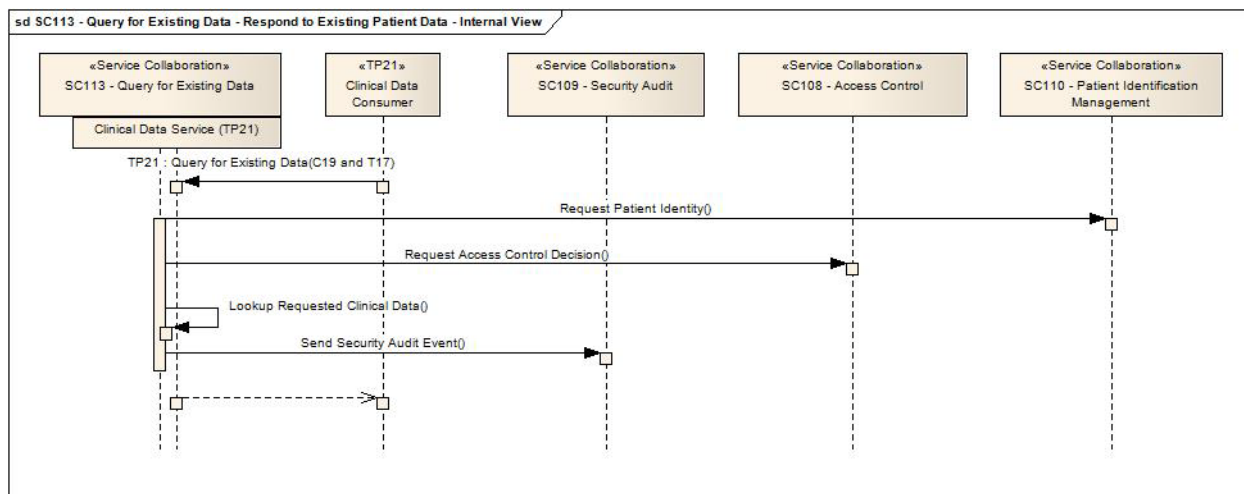 sd SC113 - Query for Existing Data - Respond to Existing Patient Data - Internal View
«Service Collaboration»
SC113 - Query for Existing Data
Clinical Data Service (TP21)
«TP21»
Clinical Data
Consumer
«Service Collaboration»
SC109 - Security Audit
«Service Collaboration»
SC108 - Access Control
«Service Collaboration»
SC110 - Patient Identification
Management
TP21 : Query for Existing Data(C19 and T17)
Request Patient Identity()
Request Access Control Decision()
Lookup Requested Clinical Data()
Send Security Audit Event()